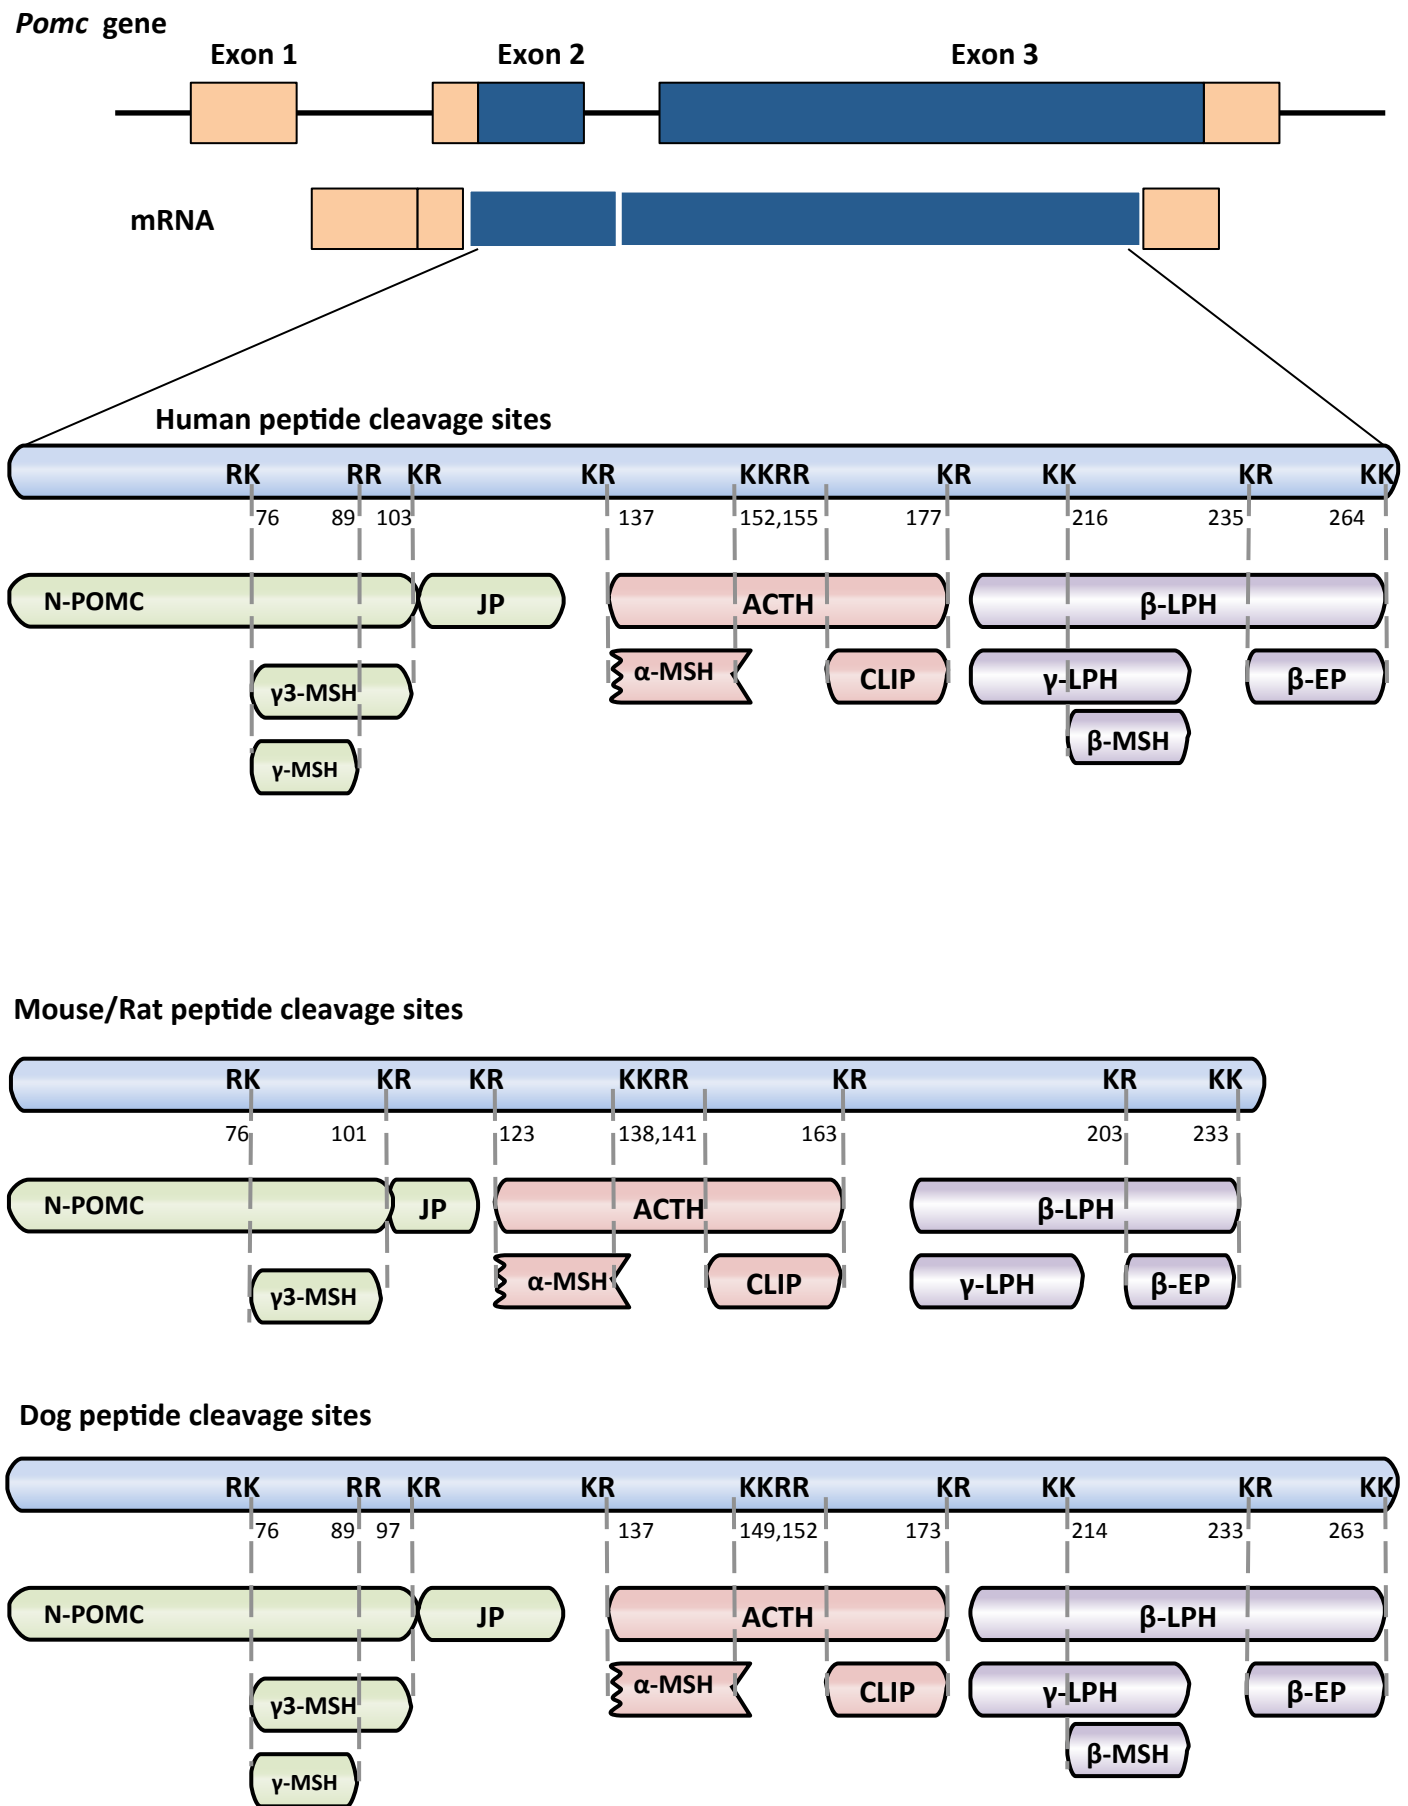 Pomc gene
Exon 1 Exon 2 Exon 3
mRNA
Human peptide cleavage sites
RK RR KR KR KKRR KR KK KR KK
76 89 103 137 152,155 177 216 235 264
N-POMC JP ACTH β-LPH
γ3-MSH α-MSH CLIP γ-LPH β-EP
γ-MSH β-MSH
Mouse/Rat peptide cleavage sites
RK KR KR KKRR KR KR KK
76 101 123 138,141 163 203 233
N-POMC JP ACTH β-LPH
γ3-MSH α-MSH CLIP γ-LPH β-EP
Dog peptide cleavage sites
RK RR KR KR KKRR KR KK KR KK
76 89 97 137 149,152 173 214 233 263
N-POMC JP ACTH β-LPH
γ3-MSH α-MSH CLIP γ-LPH β-EP
γ-MSH β-MSH